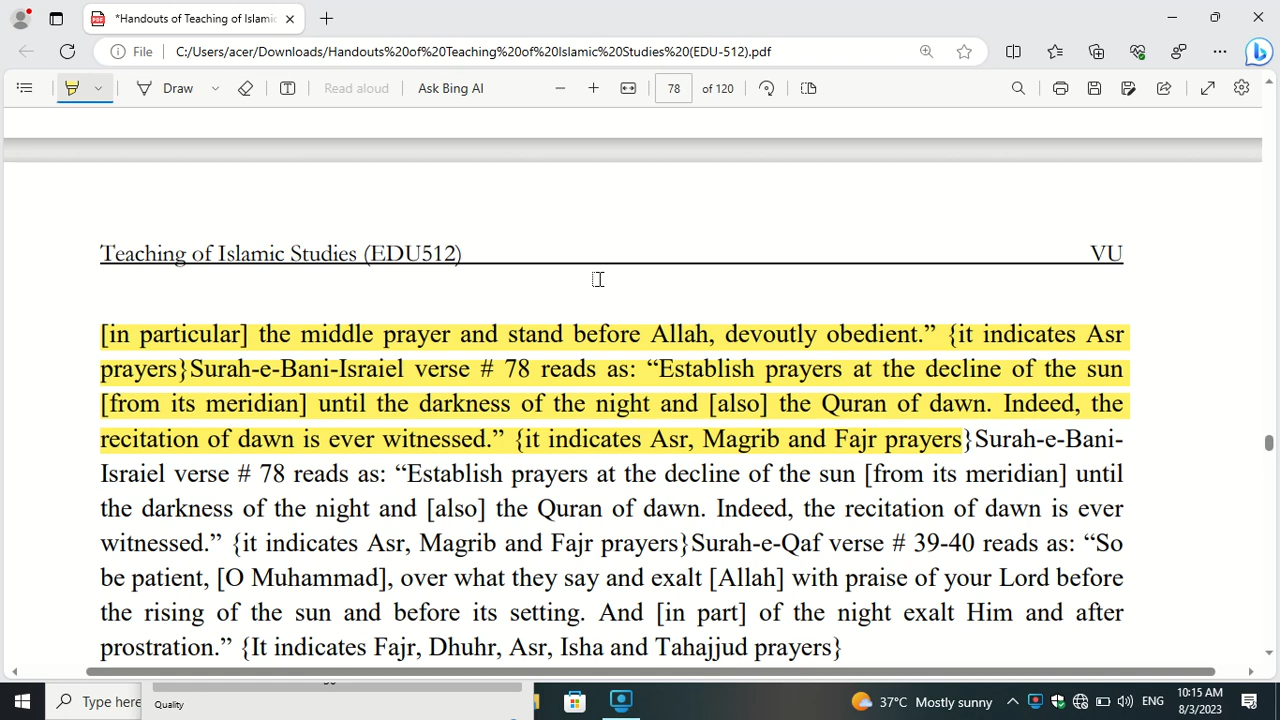 *Handouts of Teaching of Islamic
File C:/Users/acer/Downloads/Handouts%20of%20Teaching%20of%20Islamic%20Studies%20(EDU-512).pdf
Draw Read aloud Ask Bing AI 78 of 120
Teaching of Islamic Studies (EDU512) VU
[in particular] the middle prayer and stand before Allah, devoutly obedient.” {it indicates Asr
prayers}Surah-e-Bani-Israiel verse # 78 reads as: “Establish prayers at the decline of the sun
[from its meridian] until the darkness of the night and [also] the Quran of dawn. Indeed, the
recitation of dawn is ever witnessed.” {it indicates Asr, Magrib and Fajr prayers}Surah-e-Bani-
Israiel verse # 78 reads as: “Establish prayers at the decline of the sun [from its meridian] until
the darkness of the night and [also] the Quran of dawn. Indeed, the recitation of dawn is ever
witnessed.” {it indicates Asr, Magrib and Fajr prayers}Surah-e-Qaf verse # 39-40 reads as: “So
be patient, [O Muhammad], over what they say and exalt [Allah] with praise of your Lord before
the rising of the sun and before its setting. And [in part] of the night exalt Him and after
prostration.” {It indicates Fajr, Dhuhr, Asr, Isha and Tahajjud prayers}
Type here
Quality
37°C Mostly sunny ENG
10:15 AM
8/3/2023